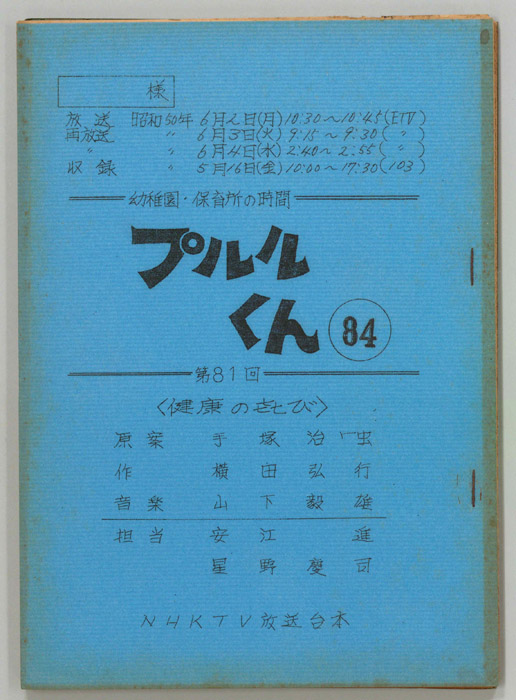 様
放送 昭和50年 6月2日(月) 10:30〜10:45(ETV)
再放送 〃 6月3日(火) 9:15〜9:30(〃)
〃 〃 6月4日(水) 2:40〜2:55(〃)
収録 〃 5月16日(金) 10:00〜17:30(103)
幼稚園・保育所の時間
プルル
くん 84
第81回
〈健康の㐂び〉
原案 手塚治虫
作 横田弘行
音楽 山下毅雄
担当 安江進
星野慶司
NHKTV放送台本